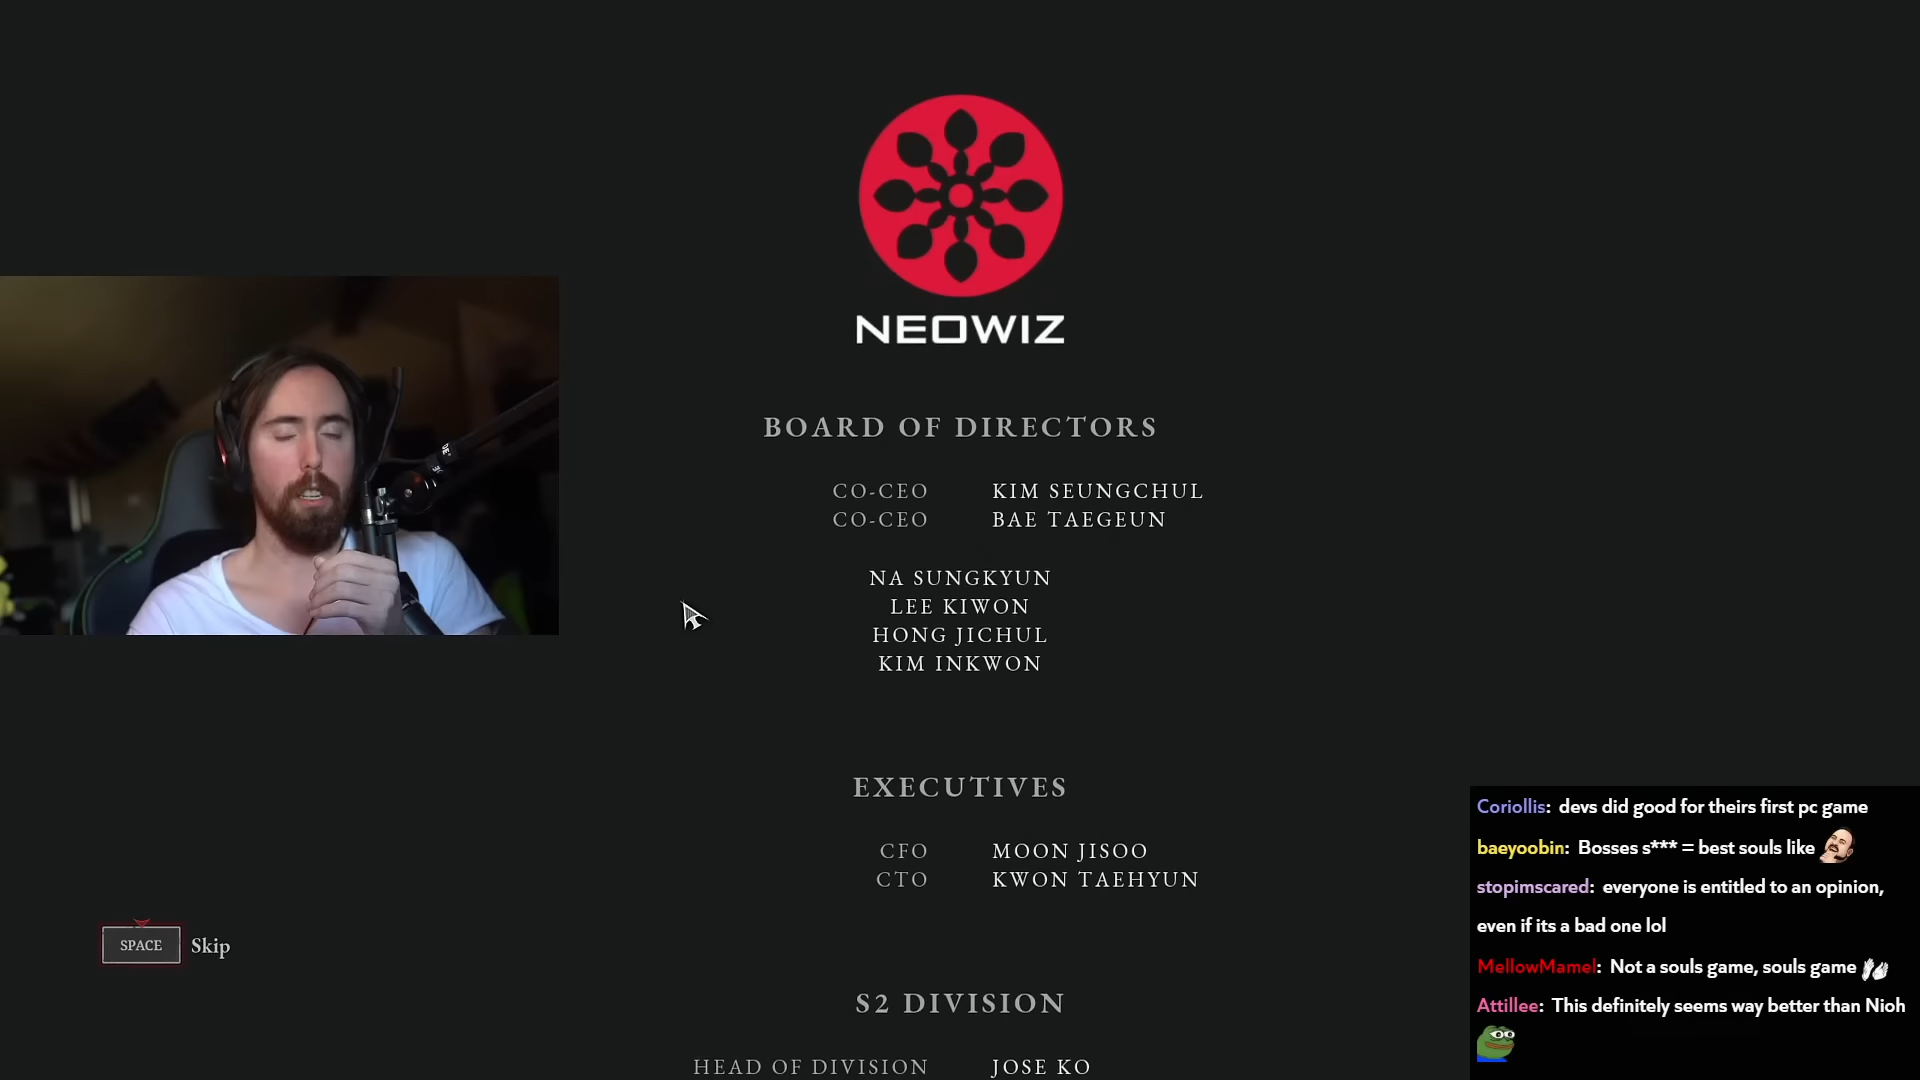 NEOWIZ
BOARD OF DIRECTORS
CO-CEO KIM SEUNGCHUL
CO-CEO BAE TAEGEUN
NA SUNGKYUN
LEE KIWON
HONG JICHUL
KIM INKWON
EXECUTIVES
CFO MOON JISOO
CTO KWON TAEHYUN
SPACE Skip
S2 DIVISION
HEAD OF DIVISION JOSE KO
Coriollis: devs did good for theirs first pc game
baeyoobin: Bosses s*** = best souls like
stopimscared: everyone is entitled to an opinion,
even if its a bad one lol
MellowMamel: Not a souls game, souls game
Attillee: This definitely seems way better than Nioh